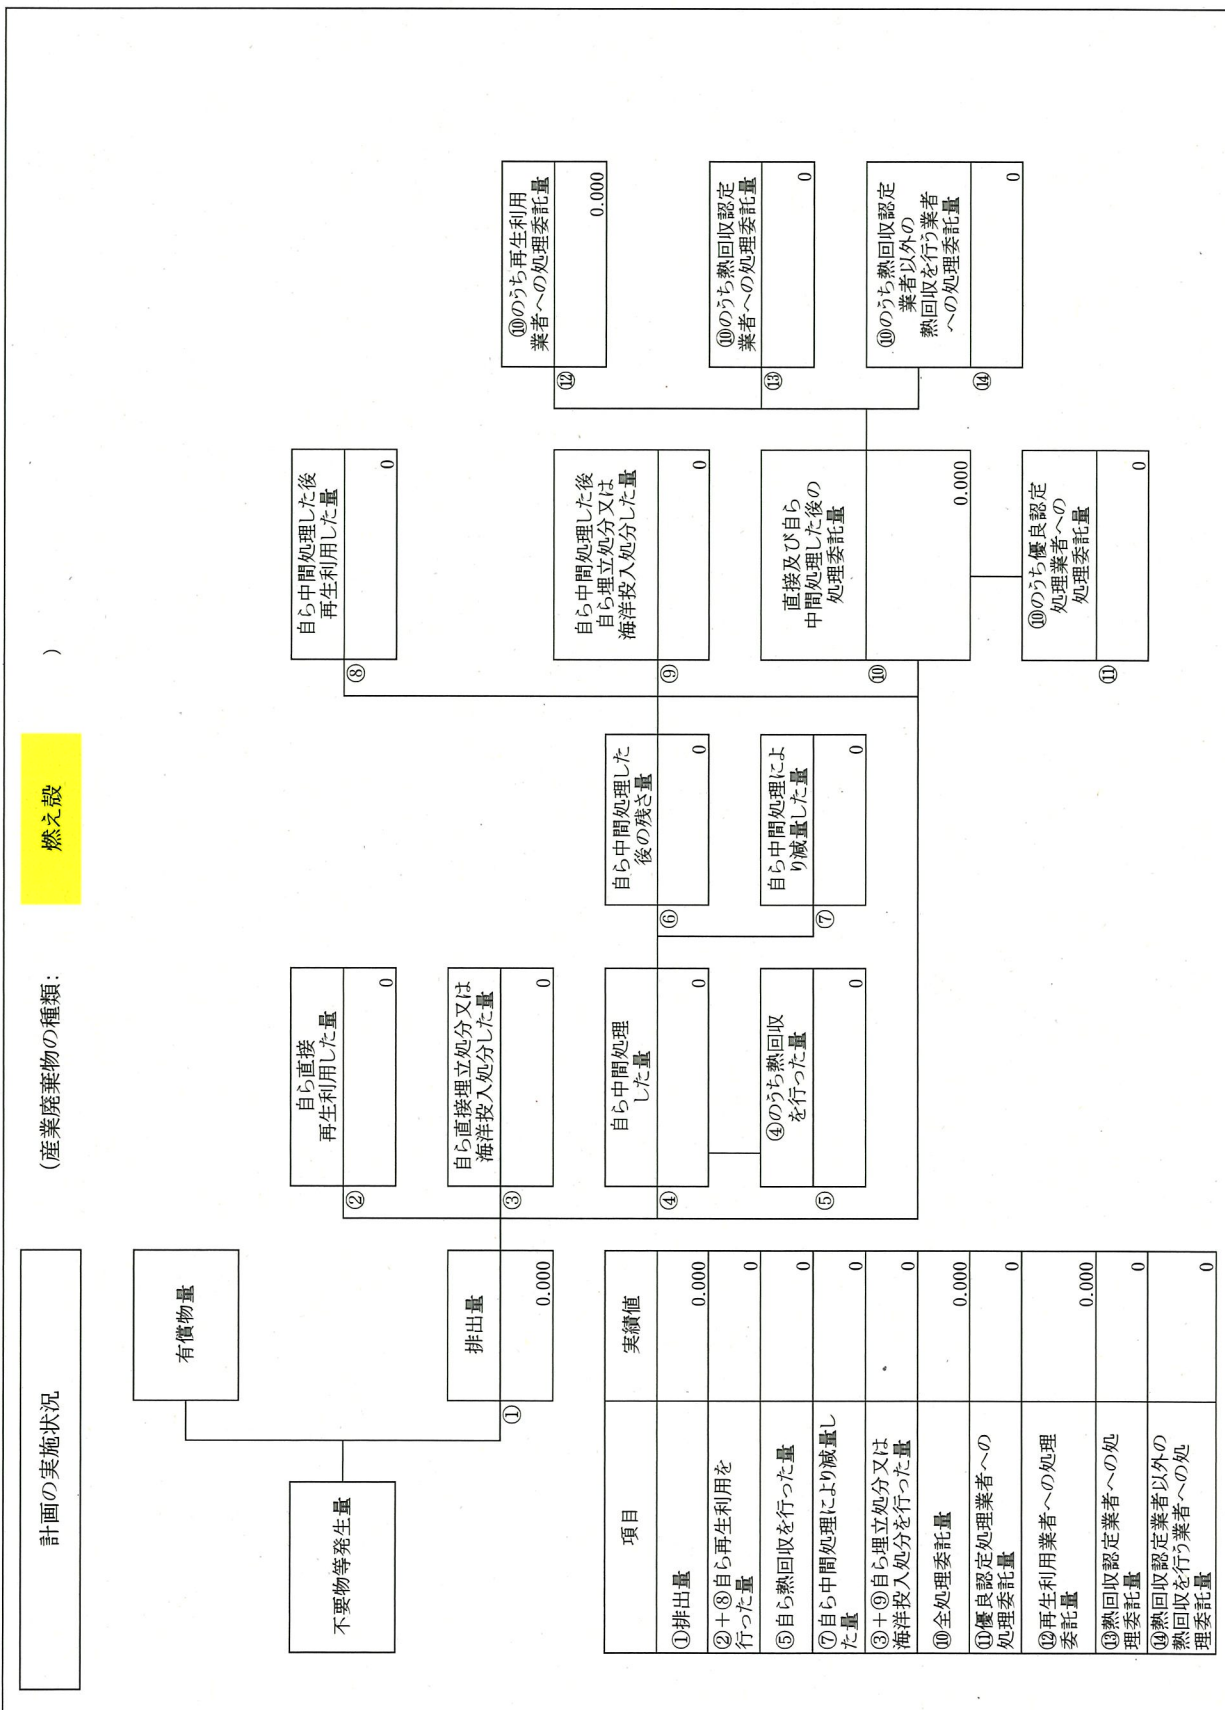 計画の実施状況
(産業廃棄物の種類:
燃え殻
)
不要物等発生量
有償物量
①
排出量
0.000
②
自ら直接
再生利用した量
0
③
自ら直接埋立処分又は
海洋投入処分した量
0
④
自ら中間処理
した量
0
⑤
④のうち熱回収
を行った量
0
⑥
自ら中間処理した
後の残さ量
0
⑦
自ら中間処理によ
り減量した量
0
⑧
自ら中間処理した後
再生利用した量
0
⑨
自ら中間処理した後
自ら埋立処分又は
海洋投入処分した量
0
⑩
直接及び自ら
中間処理した後の
処理委託量
0.000
⑪
⑩のうち優良認定
処理業者への
処理委託量
0
⑫
⑩のうち再生利用
業者への処理委託量
0.000
⑬
⑩のうち熱回収認定
業者への処理委託量
0
⑭
⑩のうち熱回収認定
業者以外の
熱回収を行う業者
への処理委託量
0
項目
実績値
①排出量
0.000
②+⑧自ら再生利用を
行った量
0
⑤自ら熱回収を行った量
0
⑦自ら中間処理により減量し
た量
0
③+⑨自ら埋立処分又は
海洋投入処分を行った量
0
⑩全処理委託量
0.000
⑪優良認定処理業者への
処理委託量
0
⑫再生利用業者への処理
委託量
0.000
⑬熱回収認定業者への処
理委託量
0
⑭熱回収認定業者以外の
熱回収を行う業者への処
理委託量
0